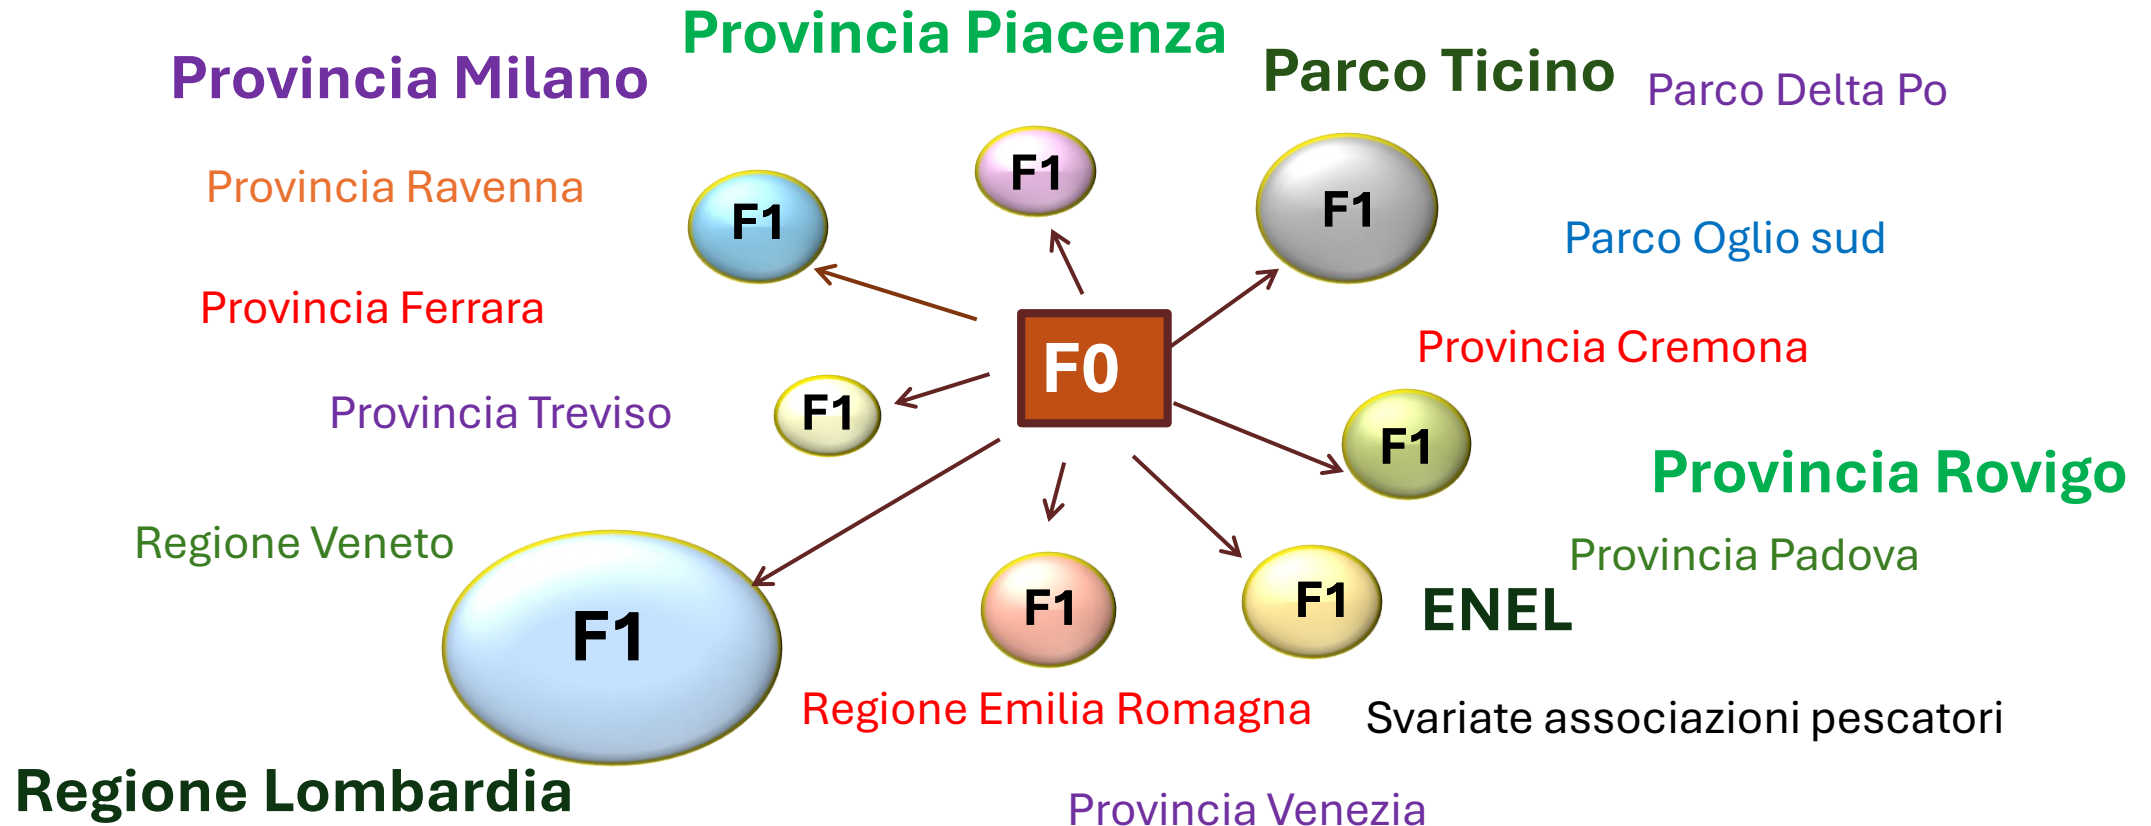 Provincia Piacenza
Provincia Milano
Parco Ticino
Parco Delta Po
F1
Provincia Ravenna
F1
F1
Parco Oglio sud
Provincia Ferrara
Provincia Cremona
F0
Provincia Treviso
F1
F1
Provincia Rovigo
Regione Veneto
Provincia Padova
F1
F1
F1
ENEL
Regione Emilia Romagna
Svariate associazioni pescatori
Regione Lombardia
Provincia Venezia